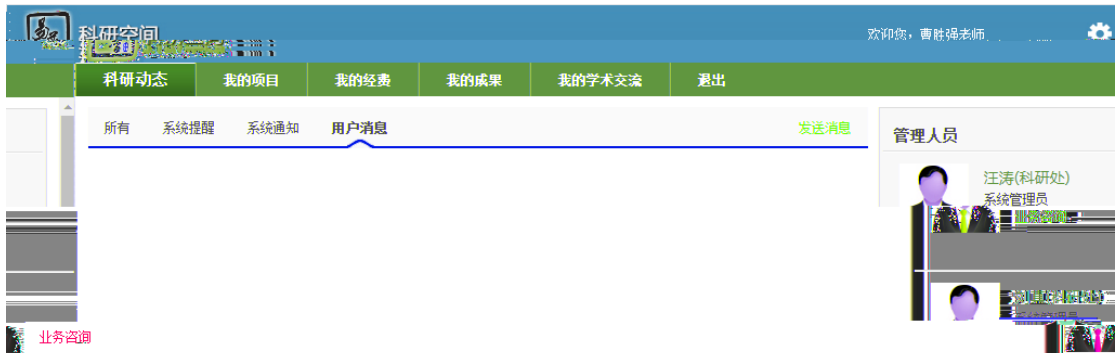 科研空间
欢迎您，曹胜强老师
科研动态 我的项目 我的经费 我的成果 我的学术交流 退出
所有 系统提醒 系统通知 用户消息 发送消息
管理人员
汪涛(科研处)
系统管理员
业务咨询